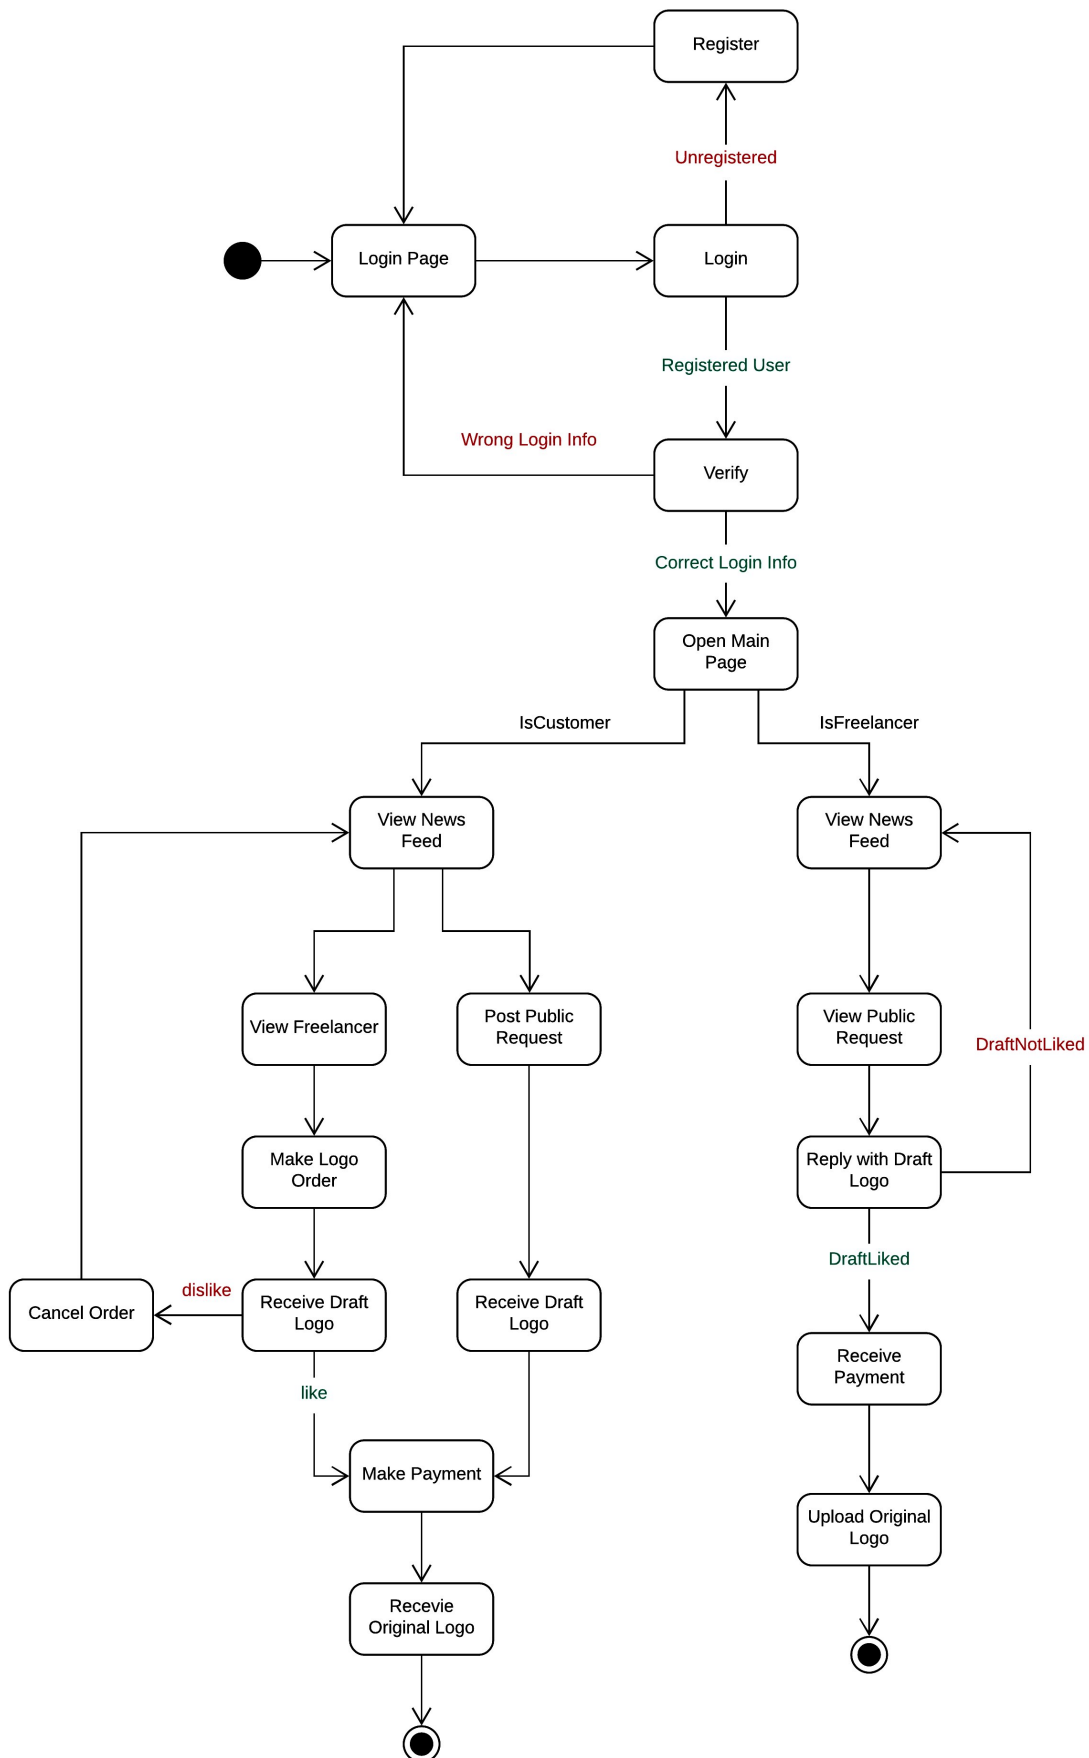 Register
Unregistered
Login Page
Login
Registered User
Wrong Login Info
Verify
Correct Login Info
Open Main
Page
IsCustomer
IsFreelancer
View News
Feed
View News
Feed
View Freelancer
Post Public
Request
View Public
Request
DraftNotLiked
Make Logo
Order
Reply with Draft
Logo
DraftLiked
dislike
Cancel Order
Receive Draft
Logo
Receive Draft
Logo
Receive
Payment
like
Make Payment
Upload Original
Logo
Recevie
Original Logo